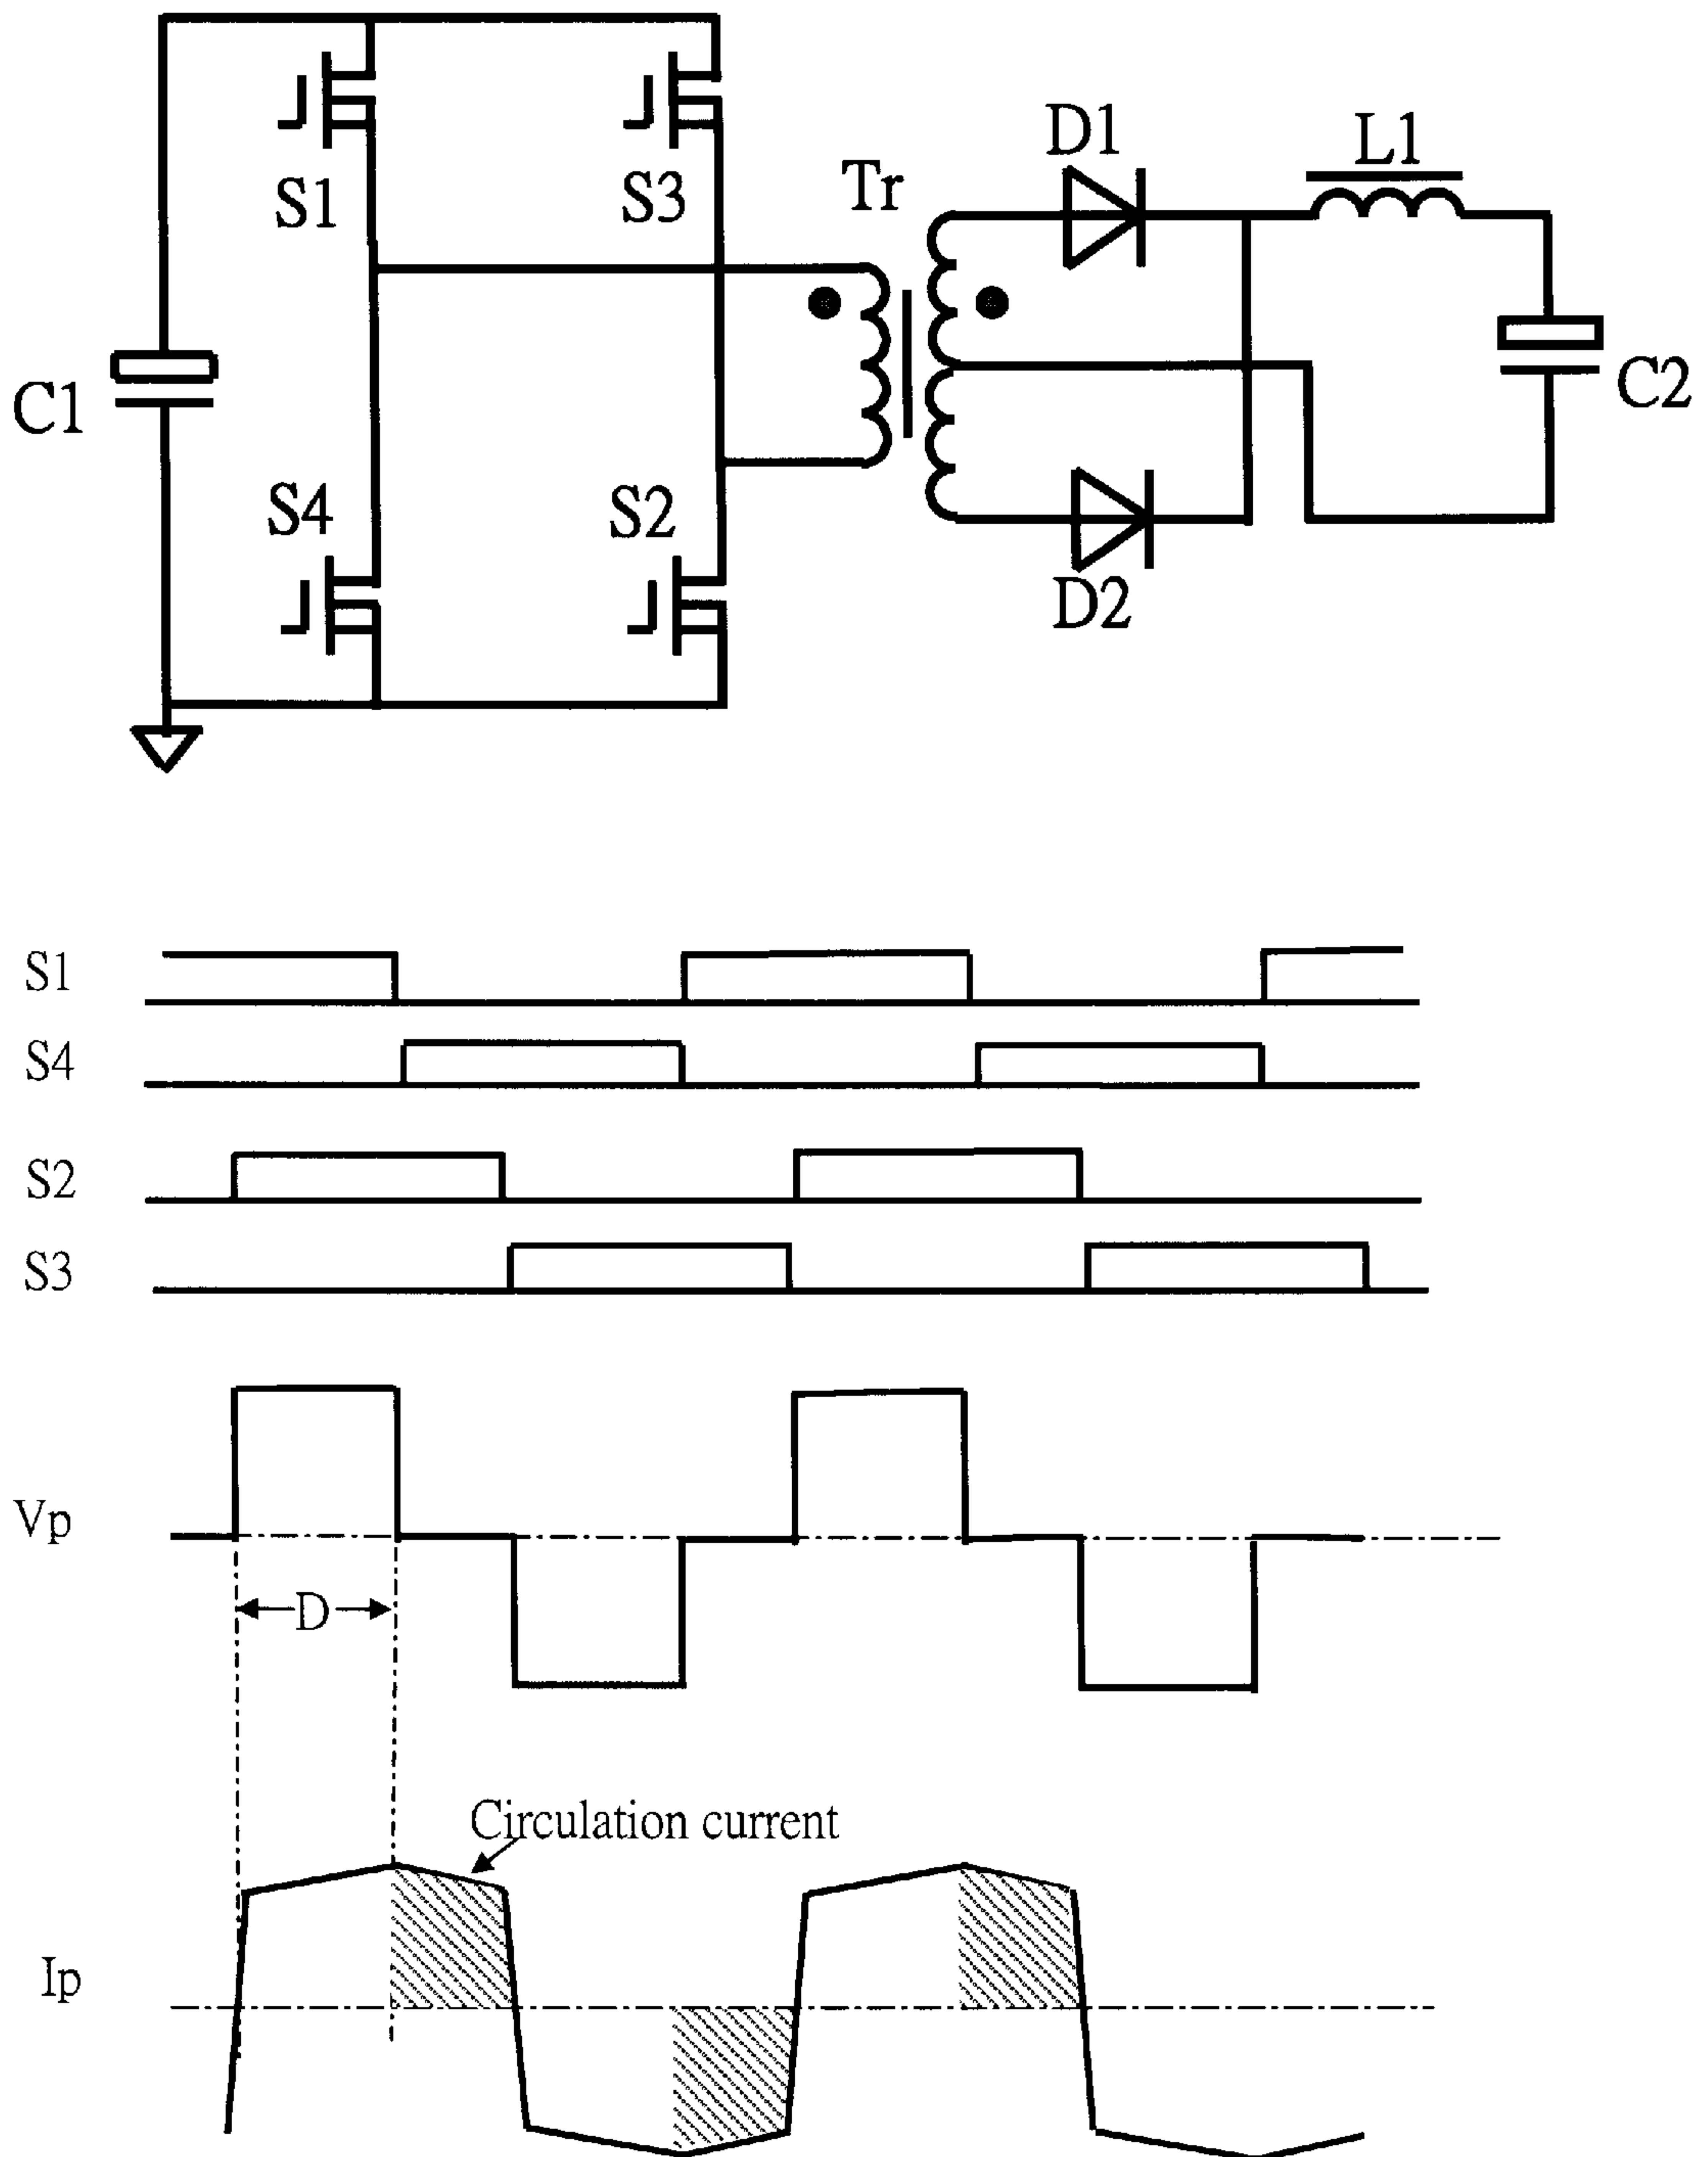 D1
L1
Tr
S1
S3
C1
C2
S4
S2
D2
S1
S4
S2
S3
Vp
D
Circulation current
Ip